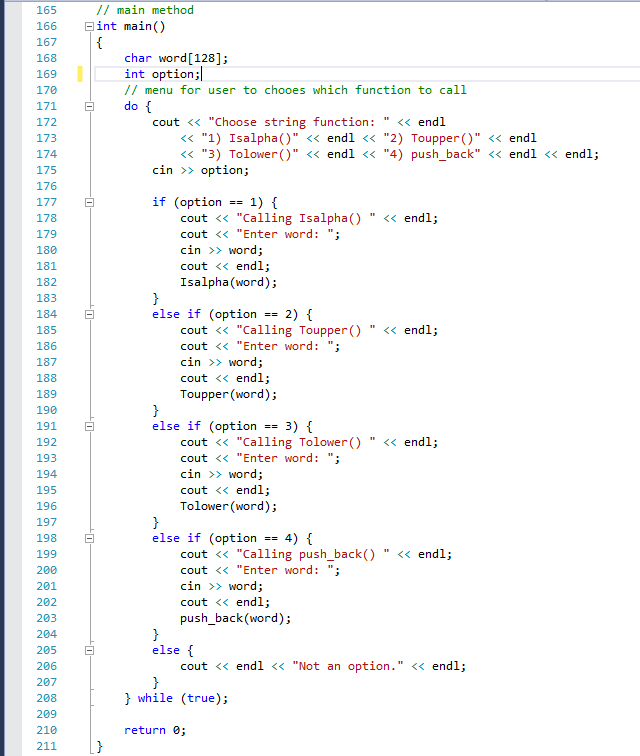 165 // main method
166 int main()
167 {
168 char word[128];
169 int option;
170 // menu for user to chooes which function to call
171 do {
172 cout << "Choose string function: " << endl
173 << "1) Isalpha()" << endl << "2) Toupper()" << endl
174 << "3) Tolower()" << endl << "4) push_back" << endl << endl;
175 cin >> option;
176
177 if (option == 1) {
178 cout << "Calling Isalpha() " << endl;
179 cout << "Enter word: ";
180 cin >> word;
181 cout << endl;
182 Isalpha(word);
183 }
184 else if (option == 2) {
185 cout << "Calling Toupper() " << endl;
186 cout << "Enter word: ";
187 cin >> word;
188 cout << endl;
189 Toupper(word);
190 }
191 else if (option == 3) {
192 cout << "Calling Tolower() " << endl;
193 cout << "Enter word: ";
194 cin >> word;
195 cout << endl;
196 Tolower(word);
197 }
198 else if (option == 4) {
199 cout << "Calling push_back() " << endl;
200 cout << "Enter word: ";
201 cin >> word;
202 cout << endl;
203 push_back(word);
204 }
205 else {
206 cout << endl << "Not an option." << endl;
207 }
208 } while (true);
209
210 return 0;
211 }